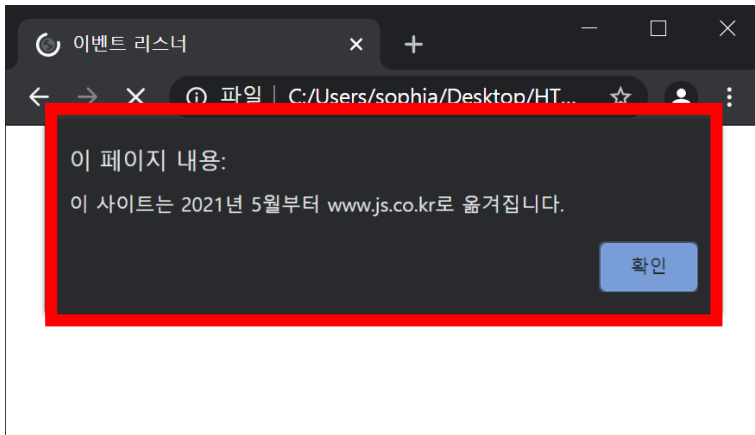 이벤트 리스너
파일 C:/Users/sophia/Desktop/HT...
이 페이지 내용:
이 사이트는 2021년 5월부터 www.js.co.kr로 옮겨집니다.
확인